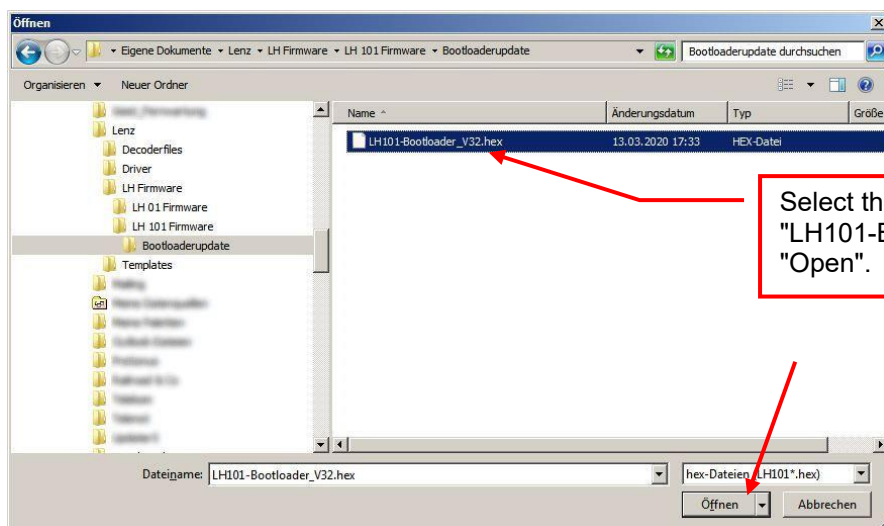 Öffnen
Eigene Dokumente Lenz LH Firmware LH 101 Firmware Bootloaderupdate
Bootloaderupdate durchsuchen
Organisieren Neuer Ordner
Name Änderungsdatum Typ Größe
Lenz
Decoderfiles
Driver
LH Firmware
LH 01 Firmware
LH 101 Firmware
Bootloaderupdate
Templates
LH101-Bootloader_V32.hex 13.03.2020 17:33 HEX-Datei
Select th
"LH101-B
"Open".
Dateiname: LH101-Bootloader_V32.hex hex-Dateien (LH101*.hex)
Öffnen Abbrechen